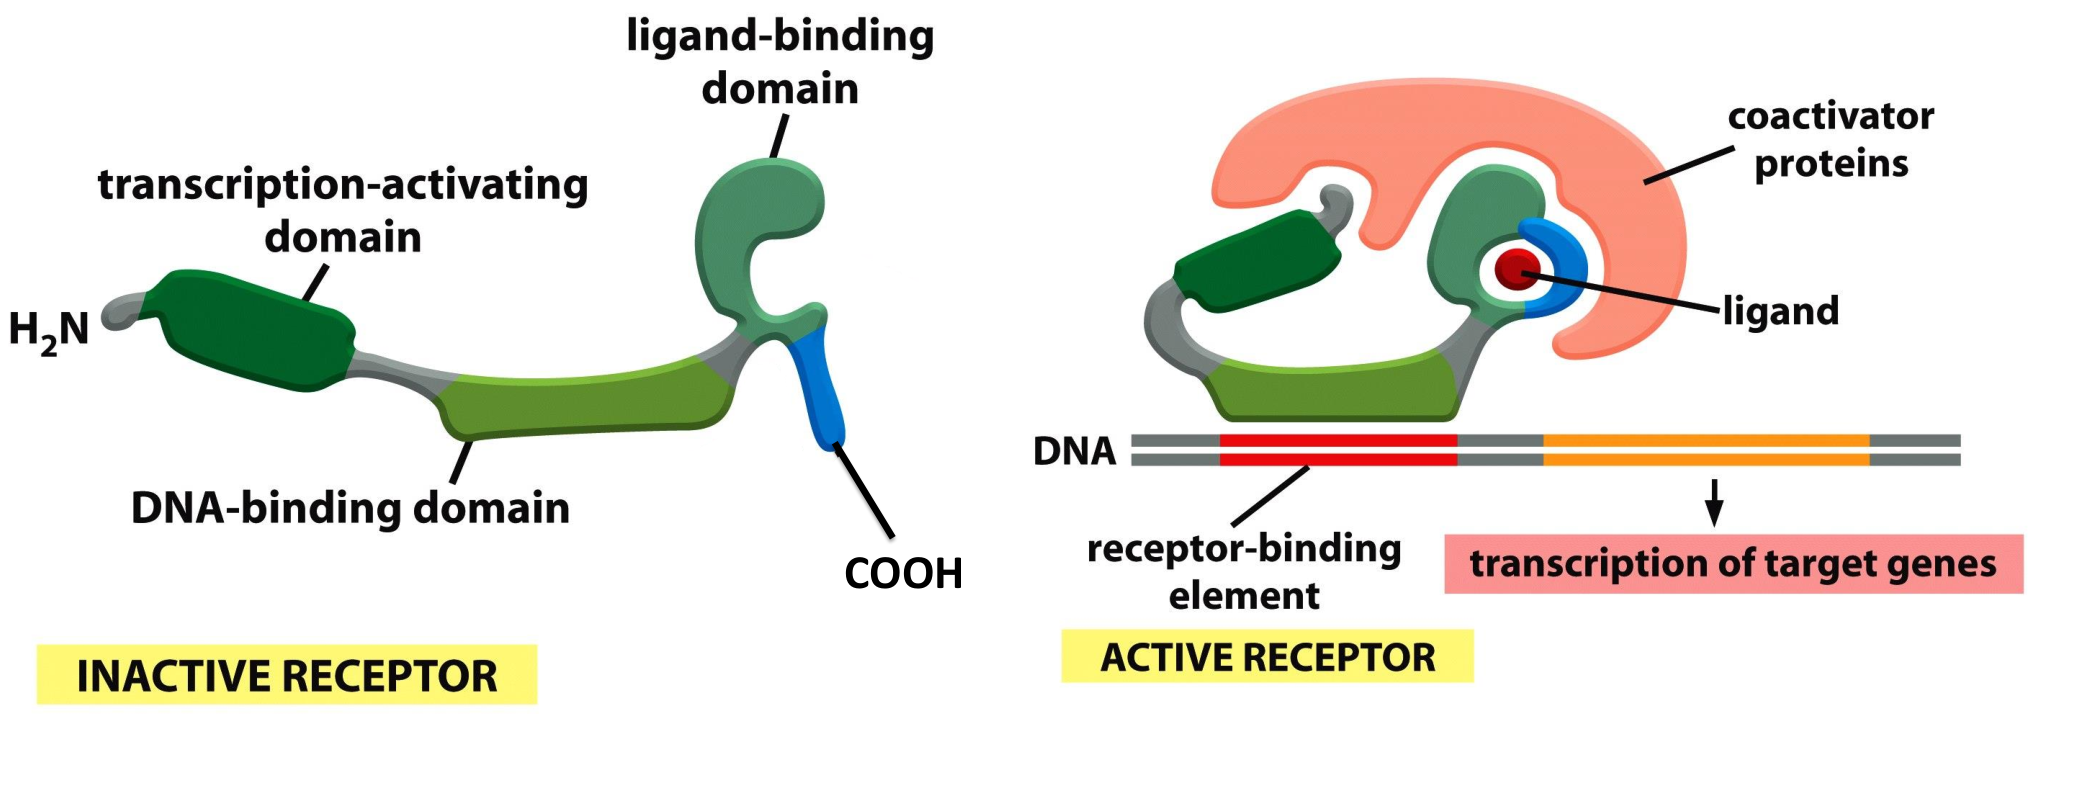 ligand-binding
domain
transcription-activating
domain
H₂N
DNA-binding domain
COOH
INACTIVE RECEPTOR
coactivator
proteins
ligand
DNA
receptor-binding
element
transcription of target genes
ACTIVE RECEPTOR